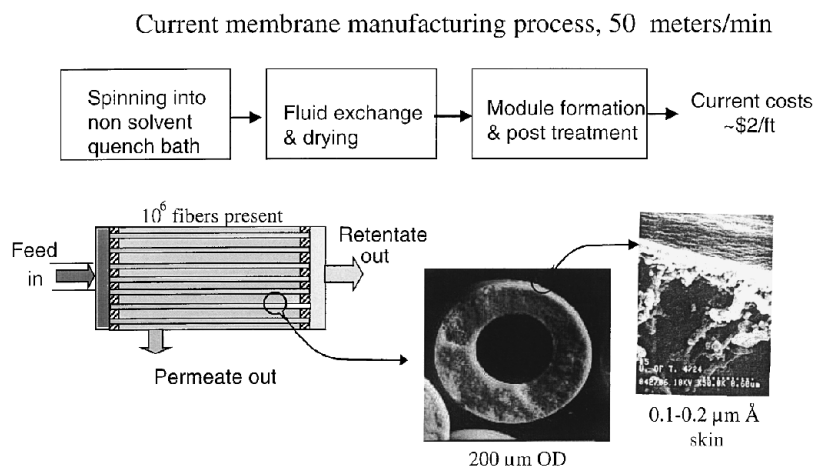 Current membrane manufacturing process, 50 meters/min
Spinning into
non solvent
quench bath
Fluid exchange
& drying
Module formation
& post treatment
Current costs
~$2/ft
10⁶ fibers present
Feed
in
Retentate
out
Permeate out
200 µm OD
0.1-0.2 µm Å
skin